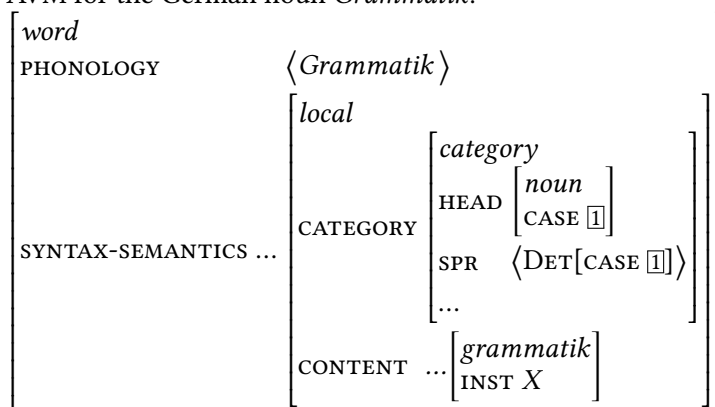 AVM for the German noun Grammatik:
word
PHONOLOGY ⟨Grammatik⟩
local
category
HEAD noun
CASE 1
CATEGORY
SYNTAX-SEMANTICS ...
SPR ⟨DET[CASE 1]⟩
...
CONTENT ... grammatik
INST X